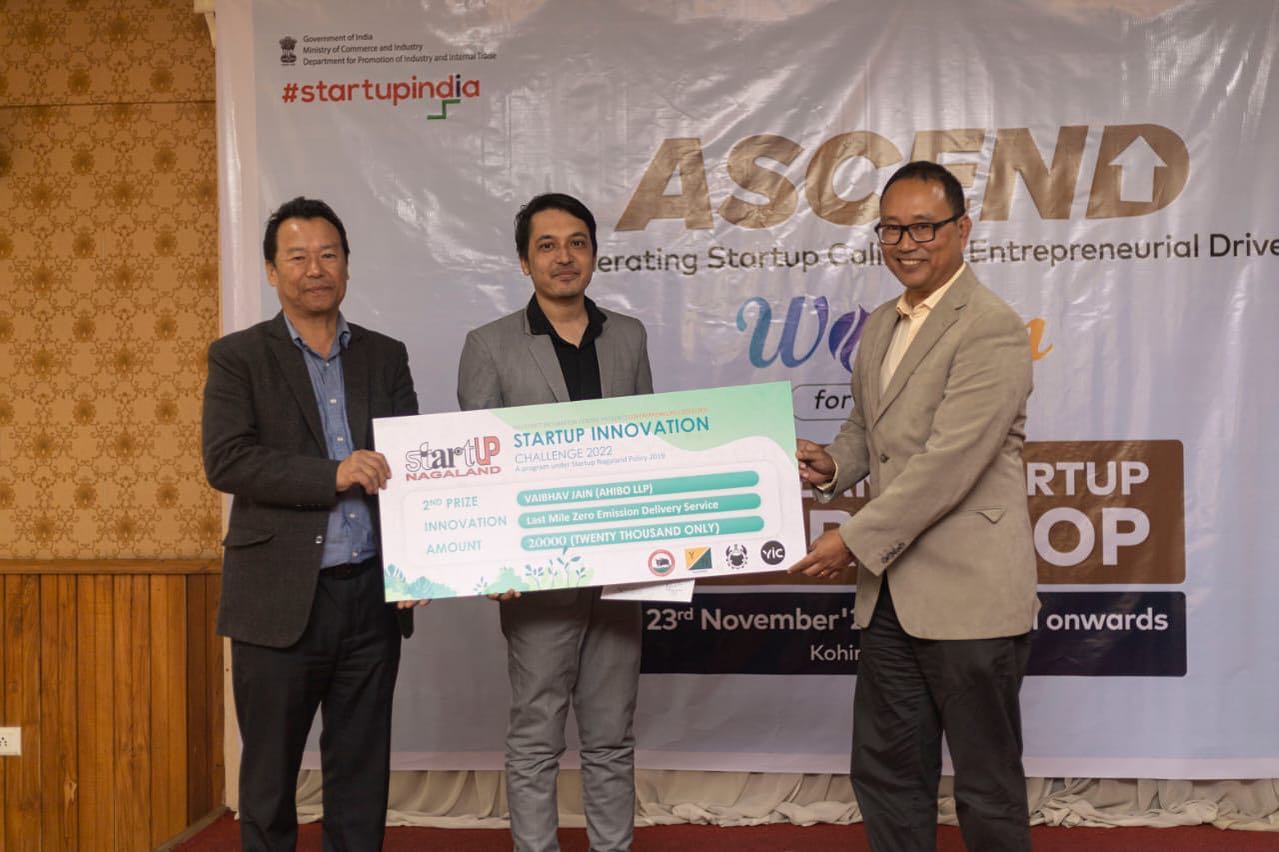 Government of India
Ministry of Commerce and Industry
Department for Promotion of Industry and Internal Trade
#startupindia
ASCEND
erating Startup Cali Entrepreneurial Drive
for
RTUP
OP
23rd November'2 onwards
Kohi
startUP
NAGALAND
STARTUP INNOVATION
CHALLENGE 2022
A program under Startup Nagaland Policy 2019
2ND PRIZE VAIBHAV JAIN (AHIBO LLP)
INNOVATION Last Mile Zero Emission Delivery Service
AMOUNT 20000 (TWENTY THOUSAND ONLY)
YIC